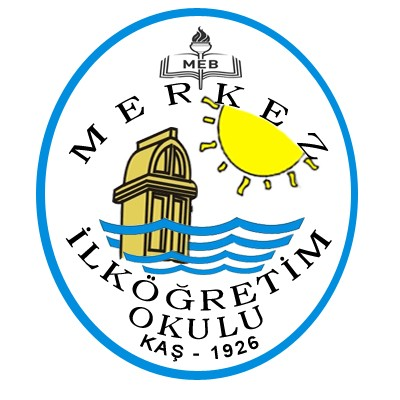 MEB
MERKEZ
İLKÖĞRETİM
OKULU
KAŞ - 1926